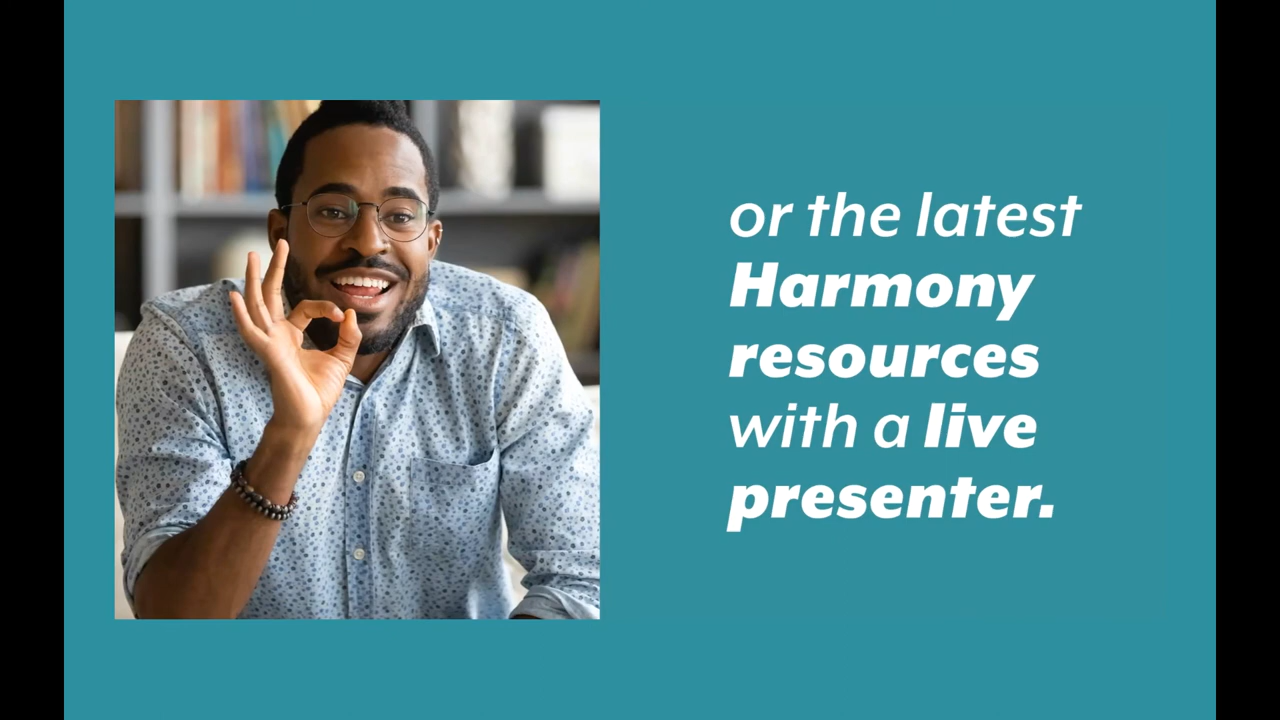 or the latest
Harmony
resources
with a live
presenter.